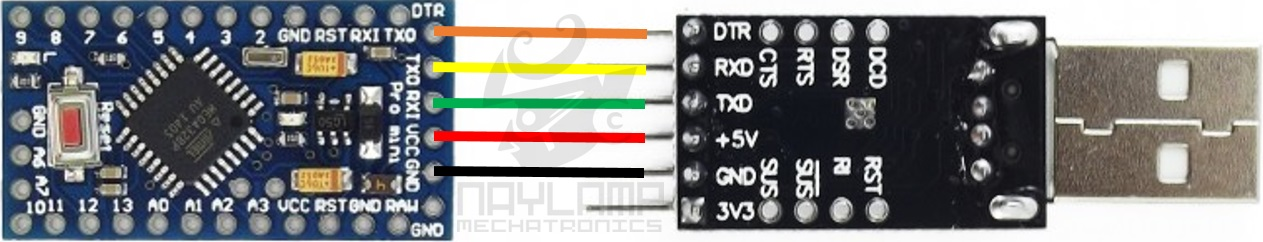 DTR
9 8 7 6 5 4 3 2 GND RST RXI TXO
L
TXO
RXI
VCC
GND
Pro mini
Reset
GND
A6
A7
10 11 12 13 A0 A1 A2 A3 VCC RST GND RAW
GND
AU 1405
C
NAYLAMP
MECHATRONICS
DTR
RXD
TXD
+5V
GND
3V3
CTS
RTS
DSR
DCD
SUS
SUS
RI
RST